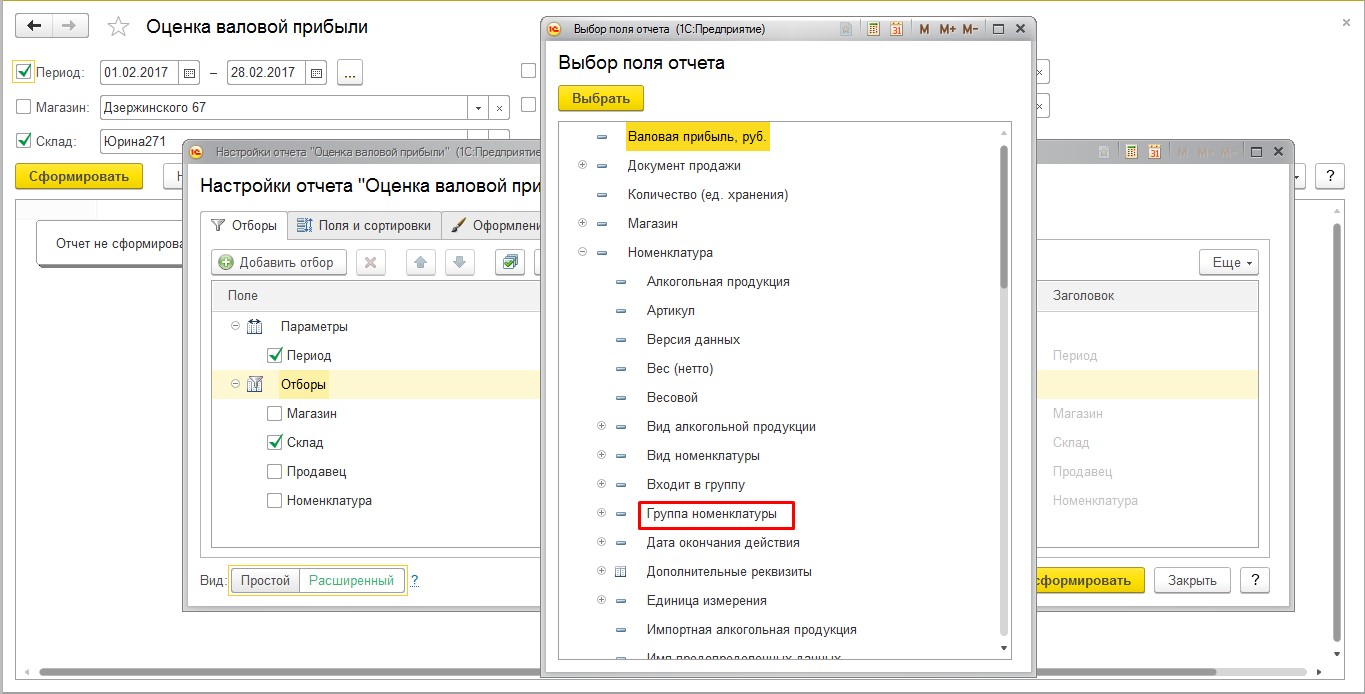 Оценка валовой прибыли
Период: 01.02.2017 – 28.02.2017 ...
Магазин: Дзержинского 67
Склад: Юрина271
Сформировать
?
Отчет не сформирова
Настройки отчета "Оценка валовой прибыли" (1С:Предприятие
M M+ M-
Настройки отчета "Оценка валовой при
Отборы Поля и сортировки Оформлени
Добавить отбор
Еще
Поле Заголовок
Параметры
Период Период
Отборы
Магазин Магазин
Склад Склад
Продавец Продавец
Номенклатура Номенклатура
Вид: Простой Расширенный ?
сформировать Закрыть ?
Выбор поля отчета (1С:Предприятие)
31 M M+ M-
Выбор поля отчета
Выбрать
Валовая прибыль, руб.
Документ продажи
Количество (ед. хранения)
Магазин
Номенклатура
Алкогольная продукция
Артикул
Версия данных
Вес (нетто)
Весовой
Вид алкогольной продукции
Вид номенклатуры
Входит в группу
Группа номенклатуры
Дата окончания действия
Дополнительные реквизиты
Единица измерения
Импортная алкогольная продукция
Имя предопределенных данных